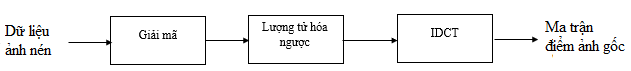 Dữ liệu
ảnh nén
Giải mã
Lượng tử hóa
ngược
IDCT
Ma trận
điểm ảnh gốc